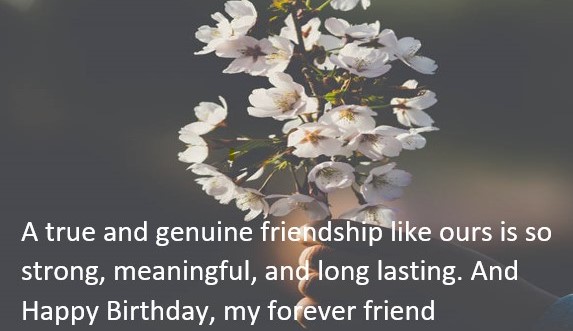 A true and genuine friendship like ours is so
strong, meaningful, and long lasting. And
Happy Birthday, my forever friend